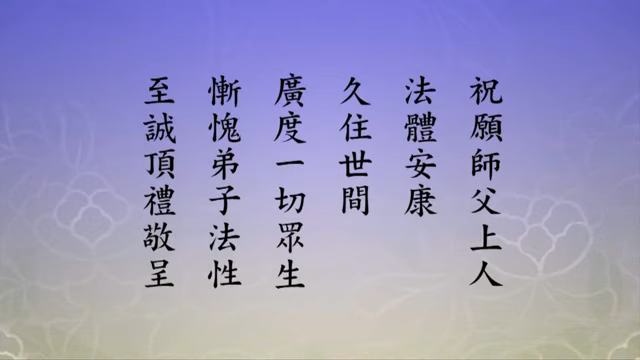 祝願師父上人
法體安康
久住世間
廣度一切眾生
慚愧弟子法性
至誠頂禮敬呈